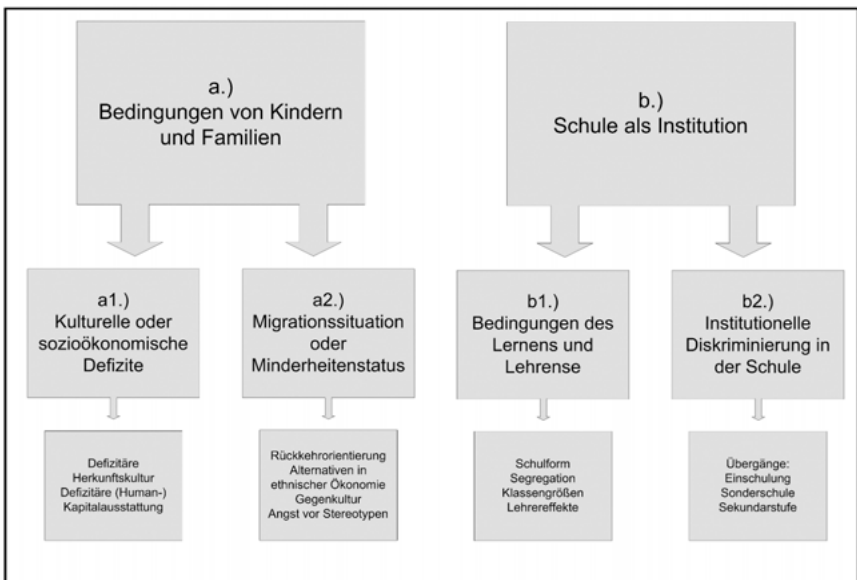 a.)
Bedingungen von Kindern
und Familien
b.)
Schule als Institution
a1.)
Kulturelle oder
sozioökonomische
Defizite
a2.)
Migrationssituation
oder
Minderheitenstatus
b1.)
Bedingungen des
Lernens und
Lehrense
b2.)
Institutionelle
Diskriminierung in
der Schule
Defizitäre
Herkunftskultur
Defizitäre (Human-)
Kapitalausstattung
Rückkehrorientierung
Alternativen in
ethnischer Ökonomie
Gegenkultur
Angst vor Stereotypen
Schulform
Segregation
Klassengrößen
Lehrereffekte
Übergänge:
Einschulung
Sonderschule
Sekundarstufe